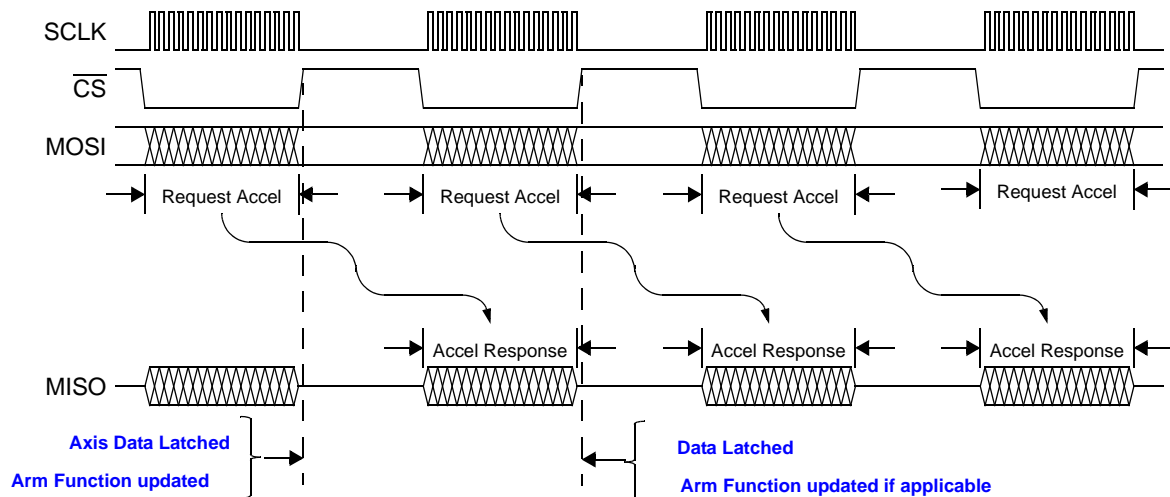 SCLK
CS
MOSI
Request Accel
Request Accel
Request Accel
Request Accel
Accel Response
Accel Response
Accel Response
MISO
Axis Data Latched
Arm Function updated
Data Latched
Arm Function updated if applicable